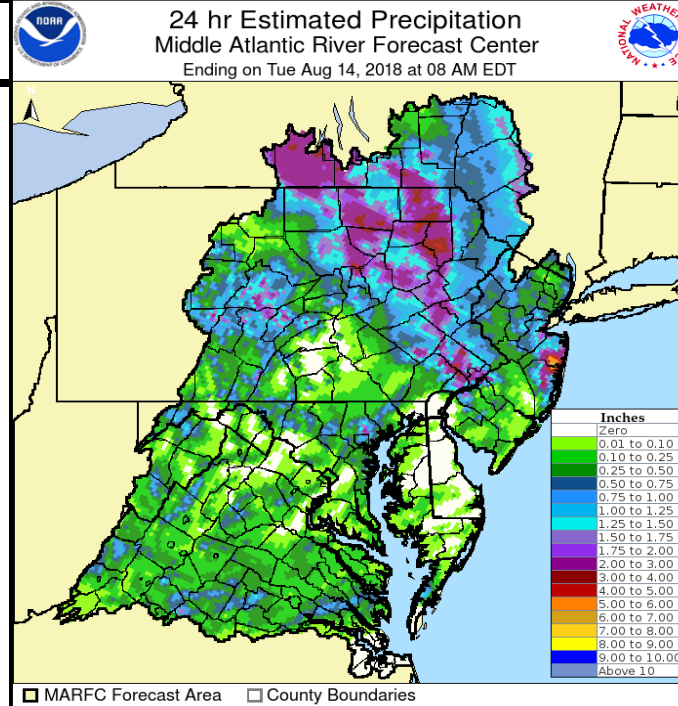 24 hr Estimated Precipitation
Middle Atlantic River Forecast Center
Ending on Tue Aug 14, 2018 at 08 AM EDT
NOAA
NATIONAL WEATHER
N
Inches
Zero
0.01 to 0.10
0.10 to 0.25
0.25 to 0.50
0.50 to 0.75
0.75 to 1.00
1.00 to 1.25
1.25 to 1.50
1.50 to 1.75
1.75 to 2.00
2.00 to 3.00
3.00 to 4.00
4.00 to 5.00
5.00 to 6.00
6.00 to 7.00
7.00 to 8.00
8.00 to 9.00
9.00 to 10.00
Above 10
MARFC Forecast Area
County Boundaries